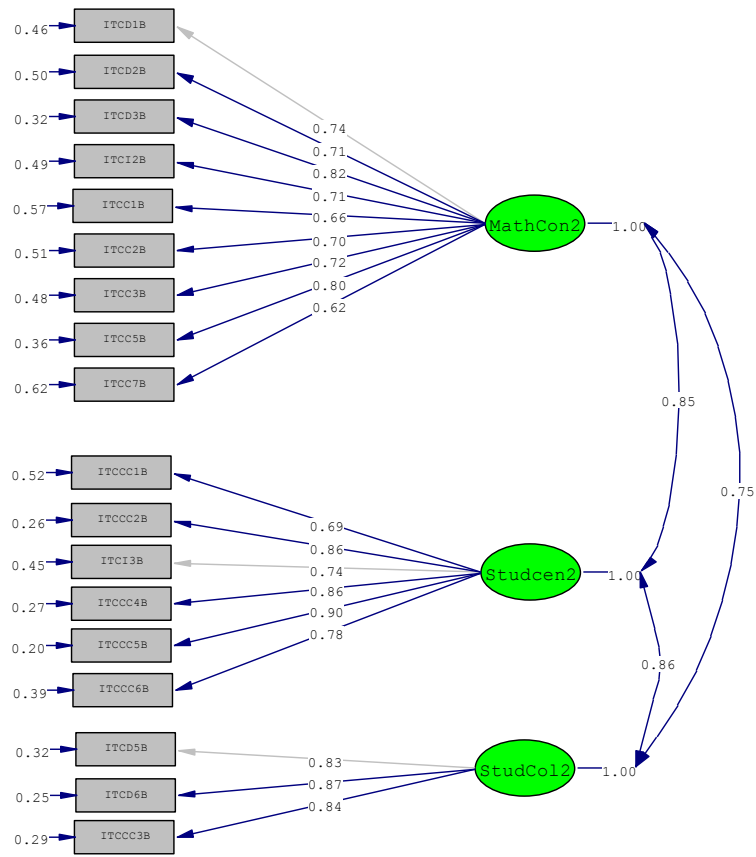 0.46 ITCD1B
0.50 ITCD2B
0.32 ITCD3B
0.49 ITCI2B
0.57 ITCC1B
0.51 ITCC2B
0.48 ITCC3B
0.36 ITCC5B
0.62 ITCC7B
0.74
0.71
0.82
0.71
0.66
0.70
0.72
0.80
0.62
MathCon2 1.00
0.85
0.75
0.52 ITCCC1B
0.26 ITCCC2B
0.45 ITCI3B
0.27 ITCCC4B
0.20 ITCCC5B
0.39 ITCCC6B
0.69
0.86
0.74
0.86
0.90
0.78
Studcen2 1.00
0.86
0.32 ITCD5B
0.25 ITCD6B
0.29 ITCCC3B
0.83
0.87
0.84
StudCol2 1.00